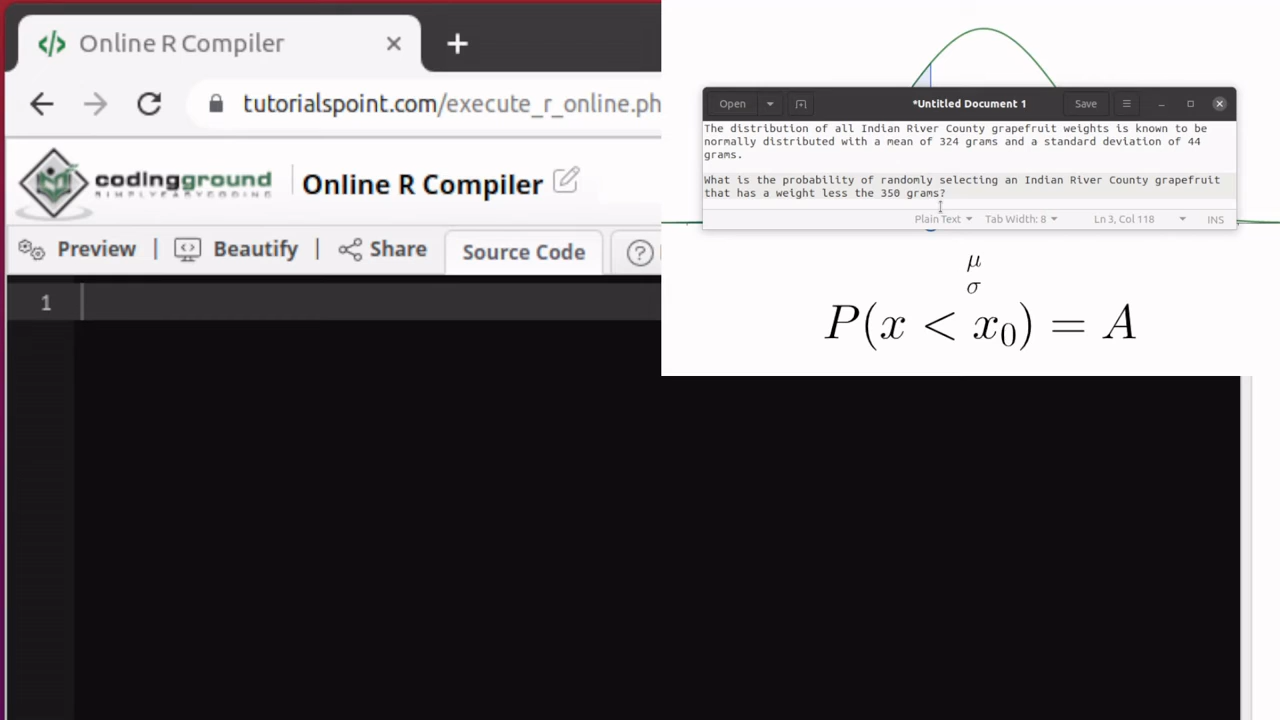 Online R Compiler
tutorialspoint.com/execute_r_online.ph
codingground
SIMPLYEASYCODING
Online R Compiler
Preview
Beautify
Share
Source Code
1
Open
*Untitled Document 1
Save
The distribution of all Indian River County grapefruit weights is known to be
normally distributed with a mean of 324 grams and a standard deviation of 44
grams.
What is the probability of randomly selecting an Indian River County grapefruit
that has a weight less the 350 grams?
Plain Text
Tab Width: 8
Ln 3, Col 118
INS
μ
σ
P(x < x₀) = A